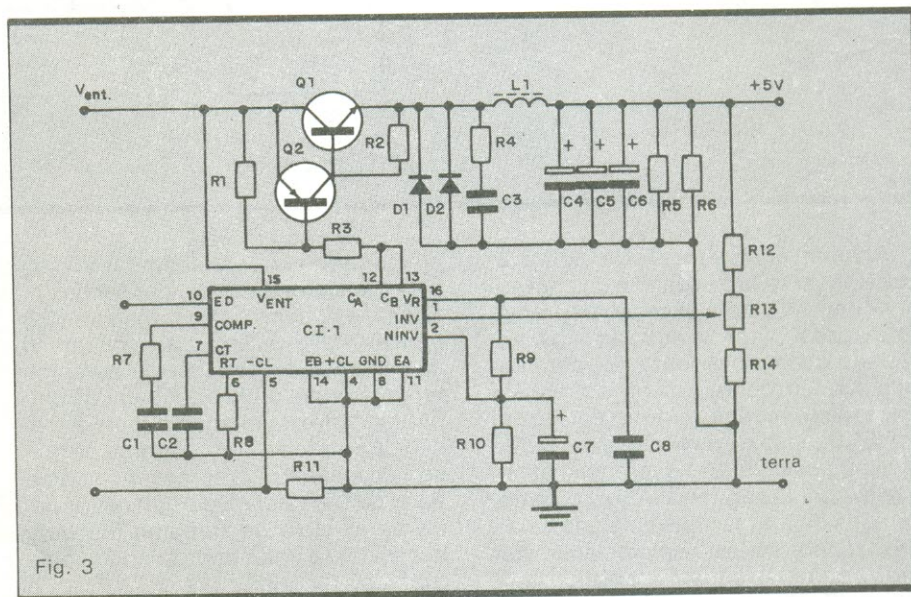 Q1
L1
+5V
Vent.
Q2
R2
R4
R1
D1
D2
C3
C4
+
C5
+
C6
+
R5
R6
R3
R12
15
12
13
10
ED
VENT
CA
CB
VR
16
9
COMP.
INV
1
R13
7
CT
CI·1
NINV
2
R7
RT
-CL
EB
+CL
GND
EA
R9
R14
6
5
14
4
8
11
C1
C2
R8
R10
+
C7
C8
R11
terra
Fig. 3